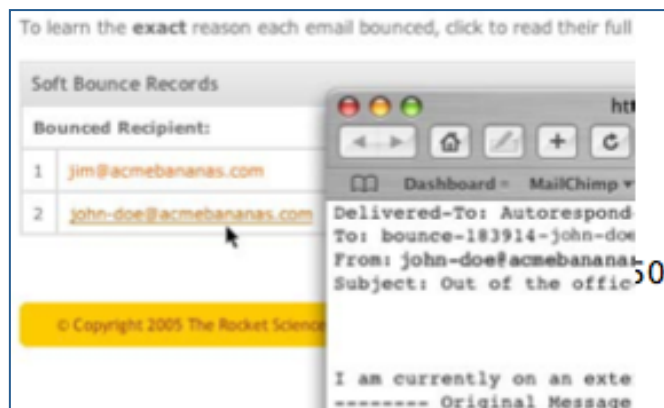 To learn the exact reason each email bounced, click to read their full
Soft Bounce Records
Bounced Recipient:
1 jim@acmebananas.com
2 john-doe@acmebananas.com
© Copyright 2005 The Rocket Science
htt
Dashboard MailChimp
Delivered-To: Autorespond
To: bounce-183914-john-doe
From: john-doe@acmebananas
Subject: Out of the offic
50
I am currently on an exte
-------- Original Message